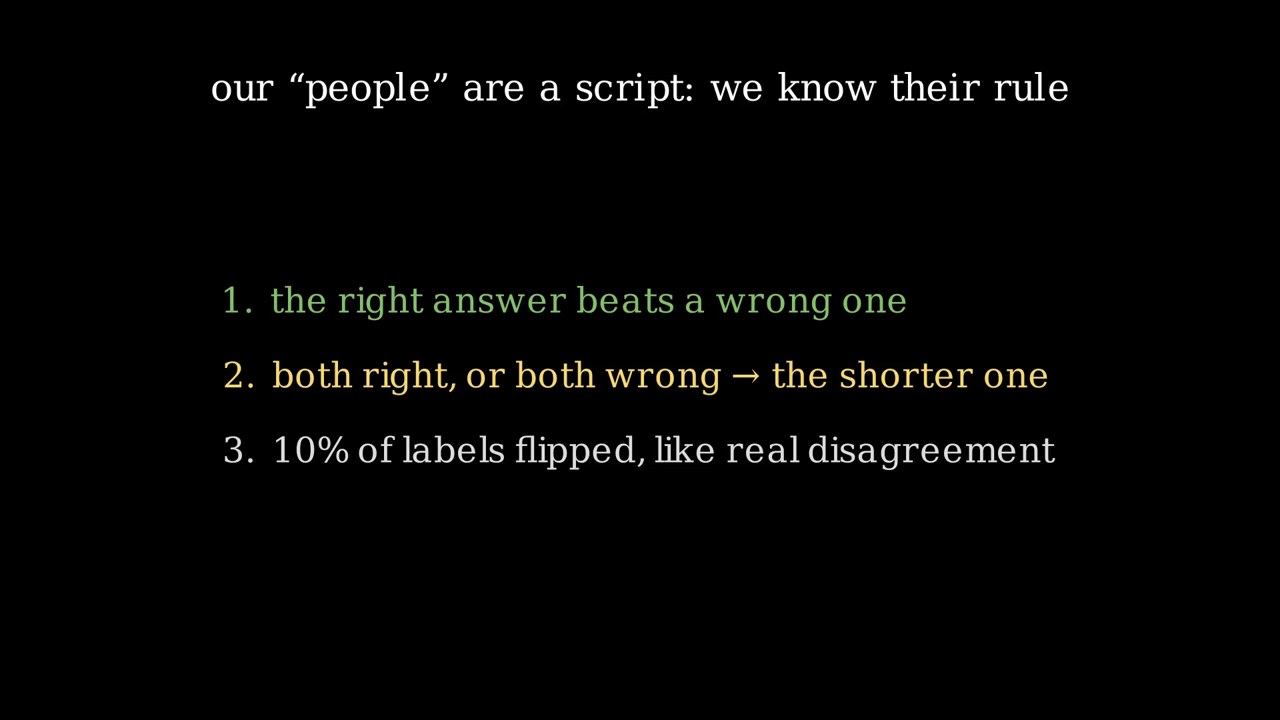 our “people” are a script: we know their rule
1. the right answer beats a wrong one
2. both right, or both wrong → the shorter one
3. 10% of labels flipped, like real disagreement